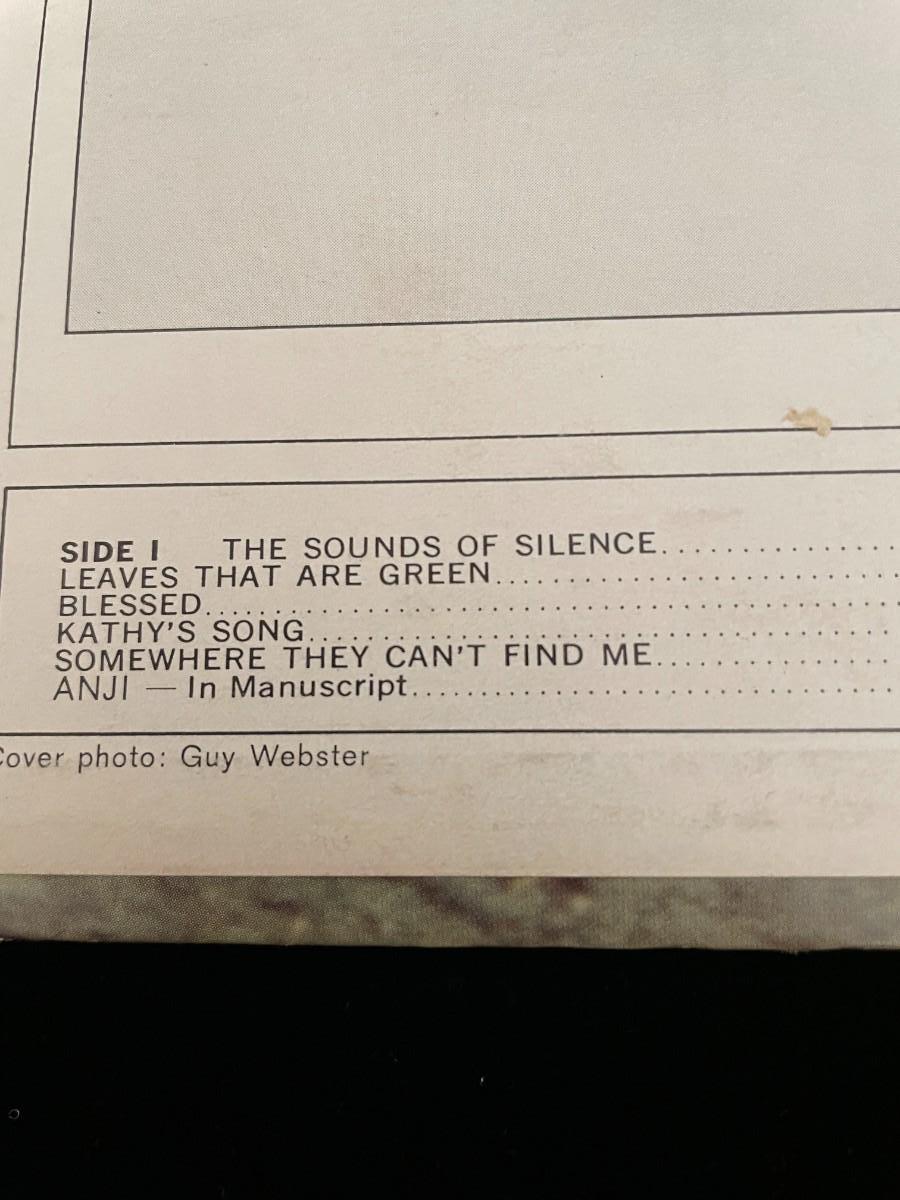 SIDE I THE SOUNDS OF SILENCE....................
LEAVES THAT ARE GREEN..............................
BLESSED....................................................
KATHY'S SONG.............................................
SOMEWHERE THEY CAN'T FIND ME....................
ANJI — In Manuscript....................................
Cover photo: Guy Webster